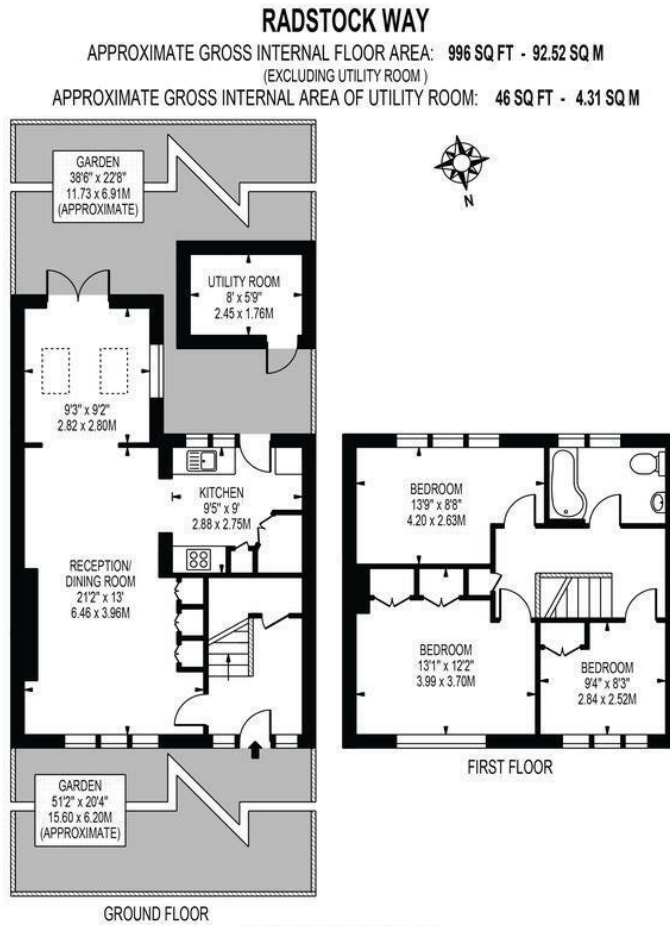 RADSTOCK WAY
APPROXIMATE GROSS INTERNAL FLOOR AREA: 996 SQ FT - 92.52 SQ M
(EXCLUDING UTILITY ROOM )
APPROXIMATE GROSS INTERNAL AREA OF UTILITY ROOM: 46 SQ FT - 4.31 SQ M
N
GARDEN
38'6" x 22'8"
11.73 x 6.91M
(APPROXIMATE)
UTILITY ROOM
8' x 5'9"
2.45 x 1.76M
9'3" x 9'2"
2.82 x 2.80M
KITCHEN
9'5" x 9'
2.88 x 2.75M
RECEPTION/
DINING ROOM
21'2" x 13'
6.46 x 3.96M
GARDEN
51'2" x 20'4"
15.60 x 6.20M
(APPROXIMATE)
GROUND FLOOR
BEDROOM
13'9" x 8'8"
4.20 x 2.63M
BEDROOM
13'1" x 12'2"
3.99 x 3.70M
BEDROOM
9'4" x 8'3"
2.84 x 2.52M
FIRST FLOOR